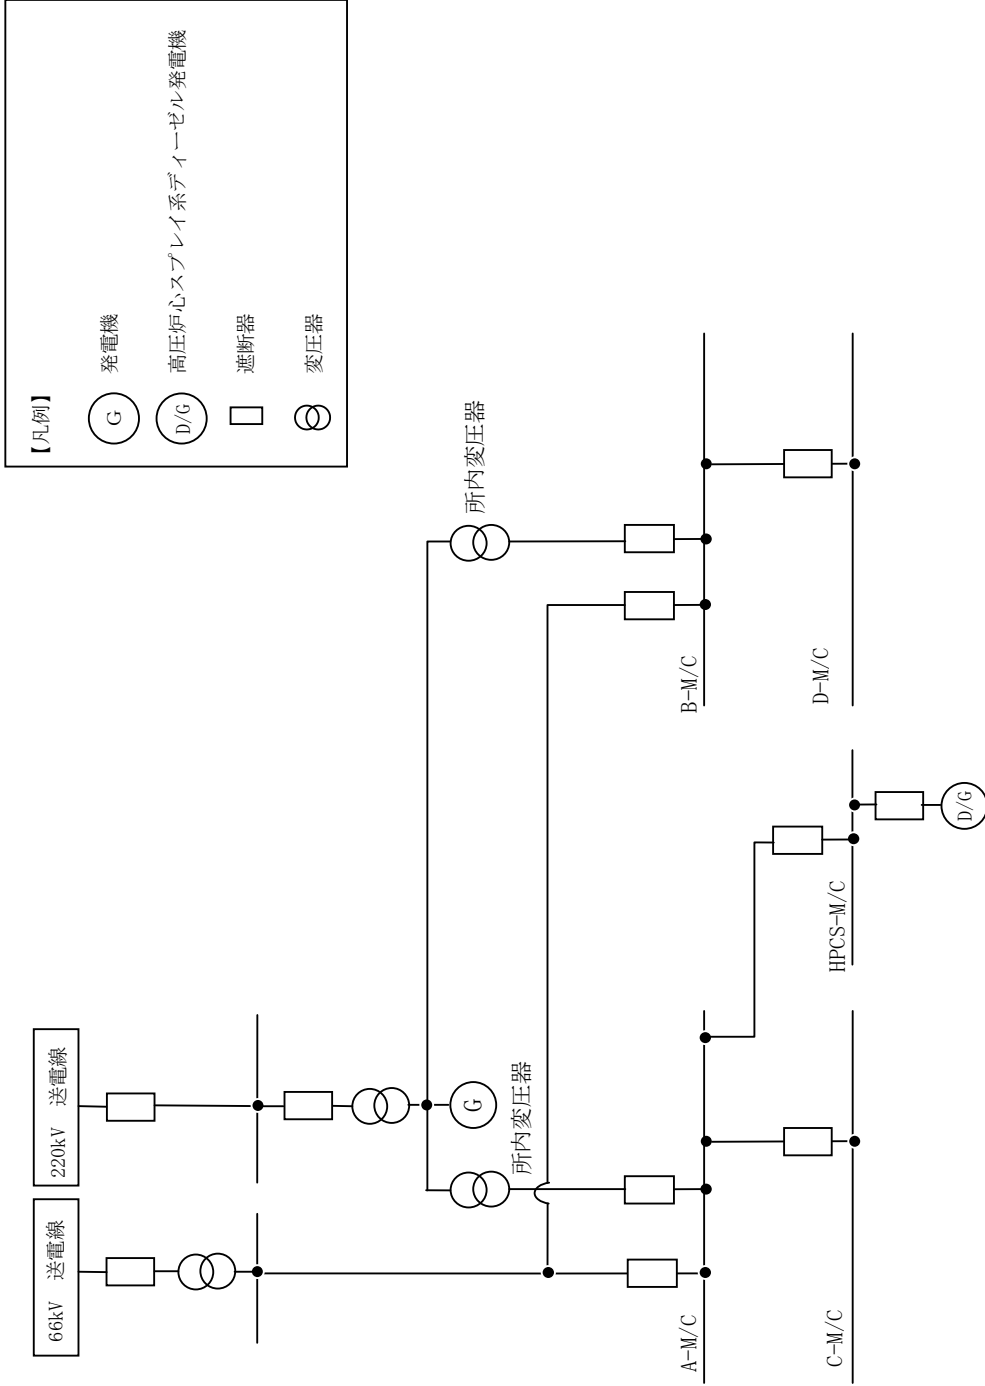 【凡例】
G 発電機
D/G 高圧炉心スプレイ系ディーゼル発電機
遮断器
変圧器
66kV 送電線
220kV 送電線
G
所内変圧器
所内変圧器
A-M/C
B-M/C
C-M/C
HPCS-M/C
D-M/C
D/G